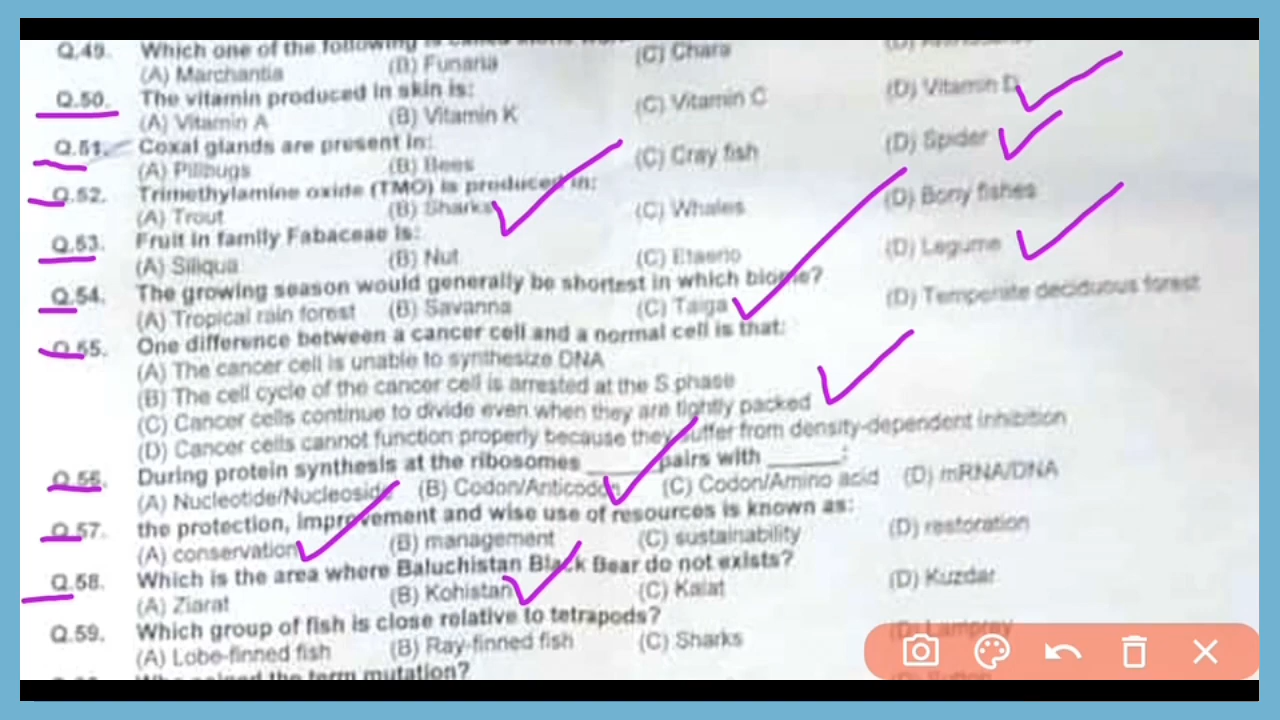 Q.49. Which one of the following is called
(A) Marchantia (B) Funaria (C) Chara
Q.50. The vitamin produced in skin is:
(A) Vitamin A (B) Vitamin K (C) Vitamin C (D) Vitamin D
Q.51. Coxal glands are present in:
(A) Pillbugs (B) Bees (C) Cray fish (D) Spider
Q.52. Trimethylamine oxide (TMO) is produced in:
(A) Trout (B) Sharks (C) Whales (D) Bony fishes
Q.53. Fruit in family Fabaceae is:
(A) Siliqua (B) Nut (C) Etaerio (D) Legume
Q.54. The growing season would generally be shortest in which biome?
(A) Tropical rain forest (B) Savanna (C) Taiga (D) Temperate deciduous forest
Q.55. One difference between a cancer cell and a normal cell is that:
(A) The cancer cell is unable to synthesize DNA
(B) The cell cycle of the cancer cell is arrested at the S phase
(C) Cancer cells continue to divide even when they are tightly packed
(D) Cancer cells cannot function properly because they suffer from density-dependent inhibition
Q.56. During protein synthesis at the ribosomes ______ pairs with ______:
(A) Nucleotide/Nucleoside (B) Codon/Anticodon (C) Codon/Amino acid (D) mRNA/DNA
Q.57. the protection, improvement and wise use of resources is known as:
(A) conservation (B) management (C) sustainability (D) restoration
Q.58. Which is the area where Baluchistan Black Bear do not exists?
(A) Ziarat (B) Kohistan (C) Kalat (D) Kuzdar
Q.59. Which group of fish is close relative to tetrapods?
(A) Lobe-finned fish (B) Ray-finned fish (C) Sharks (D) Lamprey
the term mutation?